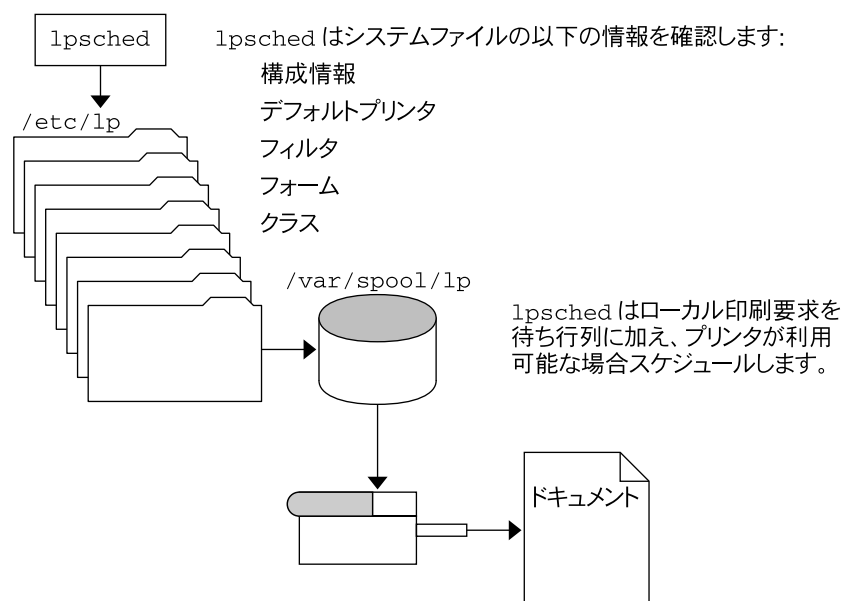 lpsched
lpsched はシステムファイルの以下の情報を確認します:
構成情報
デフォルトプリンタ
フィルタ
フォーム
クラス
/etc/lp
/var/spool/lp
lpsched はローカル印刷要求を
待ち行列に加え、プリンタが利用
可能な場合スケジュールします。
ドキュメント